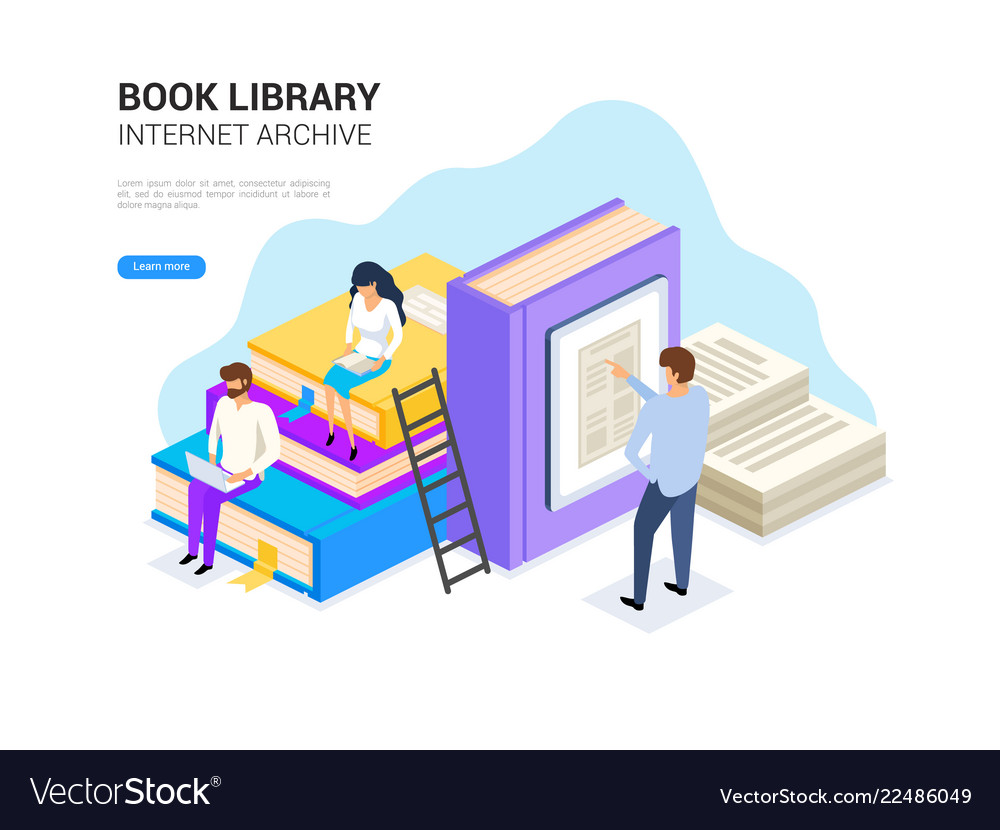 BOOK LIBRARY
INTERNET ARCHIVE
Lorem ipsum dolor sit amet, consectetur adipiscing
elit, sed do eiusmod tempor incididunt ut labore et
dolore magna aliqua.
Learn more
VectorStock®
VectorStock.com/22486049